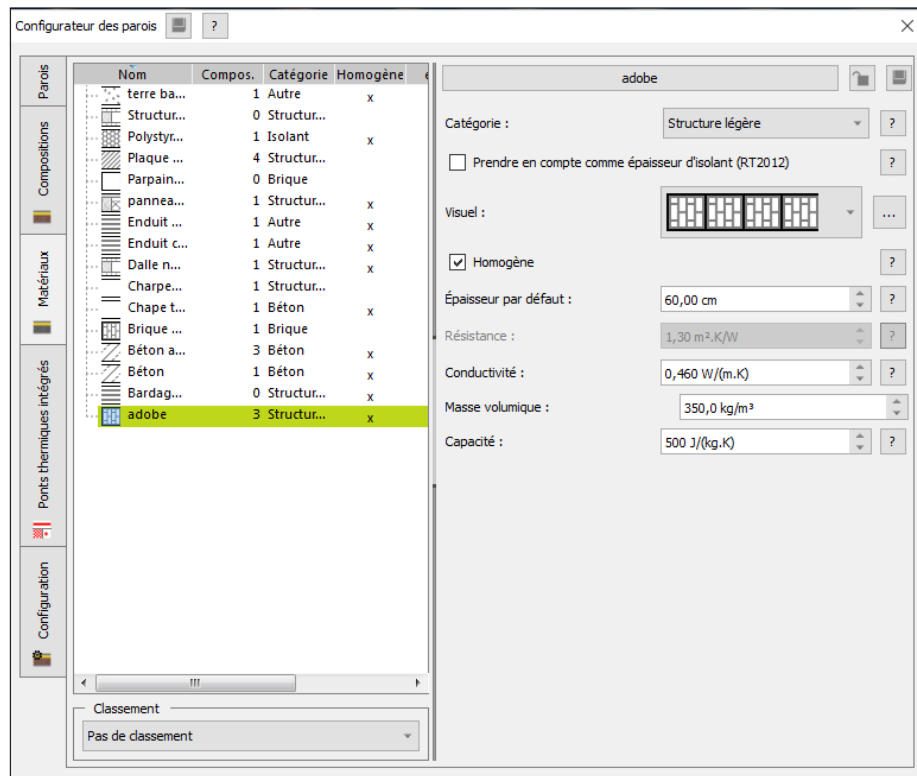 Configurateur des parois ?
Parois
Compositions
Matériaux
Ponts thermiques intégrés
Configuration
Nom Compos. Catégorie Homogène
terre ba... 1 Autre x
Structur... 0 Structur...
Polystyr... 1 Isolant x
Plaque ... 4 Structur...
Parpain... 0 Brique
pannea... 1 Structur... x
Enduit ... 1 Autre x
Enduit c... 1 Autre x
Dalle n... 1 Structur... x
Charpe... 1 Structur...
Chape t... 1 Béton x
Brique ... 1 Brique
Béton a... 3 Béton x
Béton 1 Béton x
Bardag... 0 Structur... x
adobe 3 Structur... x
Classement
Pas de classement
adobe
Catégorie : Structure légère ?
Prendre en compte comme épaisseur d'isolant (RT2012) ?
Visuel : ...
Homogène ?
Épaisseur par défaut : 60,00 cm ?
Résistance : 1,30 m².K/W ?
Conductivité : 0,460 W/(m.K) ?
Masse volumique : 350,0 kg/m³
Capacité : 500 J/(kg.K) ?